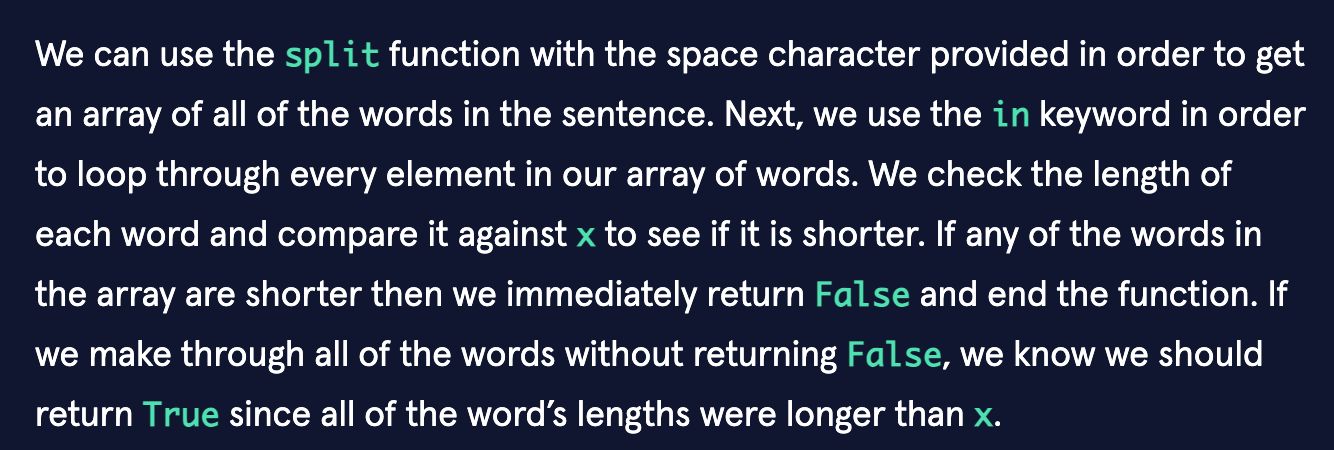 We can use the split function with the space character provided in order to get
an array of all of the words in the sentence. Next, we use the in keyword in order
to loop through every element in our array of words. We check the length of
each word and compare it against x to see if it is shorter. If any of the words in
the array are shorter then we immediately return False and end the function. If
we make through all of the words without returning False, we know we should
return True since all of the word’s lengths were longer than x.